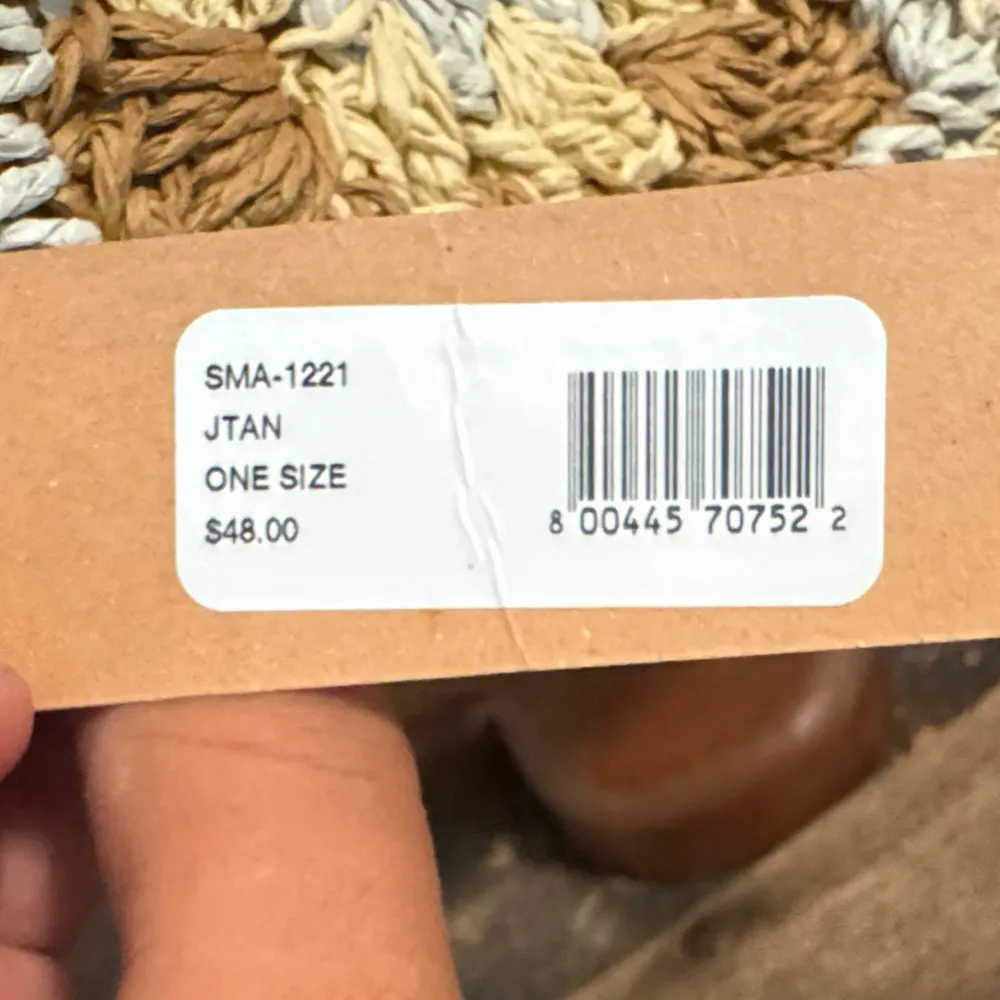 SMA-1221
JTAN
ONE SIZE
$48.00
8 00445 70752 2